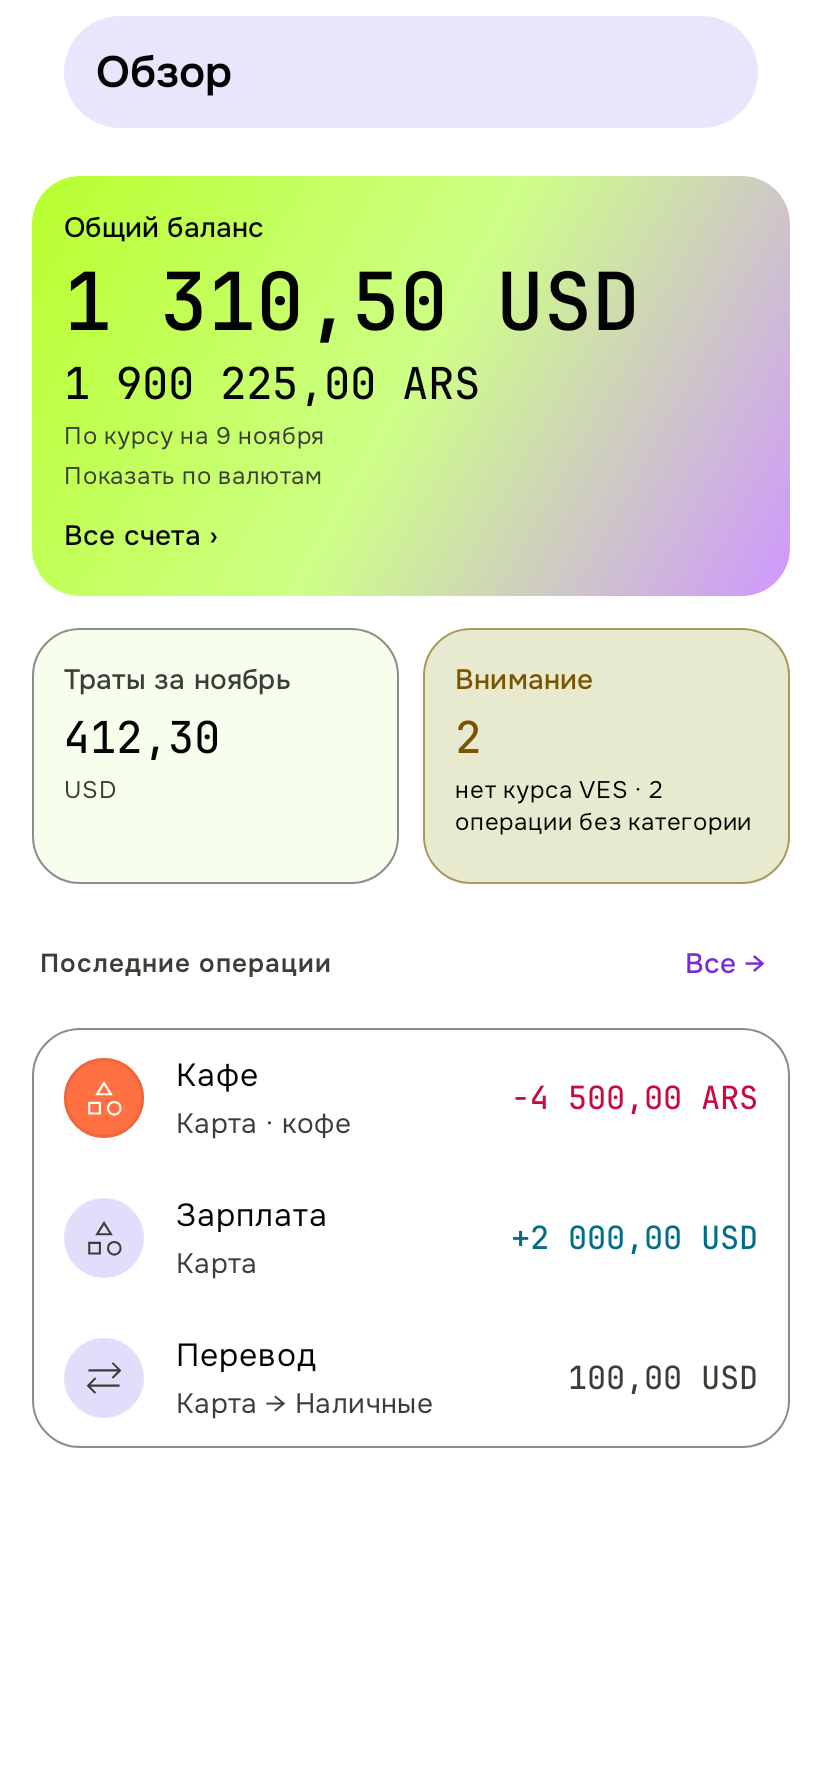 Обзор
Общий баланс
1 310,50 USD
1 900 225,00 ARS
По курсу на 9 ноября
Показать по валютам
Все счета ›
Траты за ноябрь
412,30
USD
Внимание
2
нет курса VES · 2
операции без категории
Последние операции
Все →
Кафе
Карта · кофе
-4 500,00 ARS
Зарплата
Карта
+2 000,00 USD
Перевод
Карта → Наличные
100,00 USD